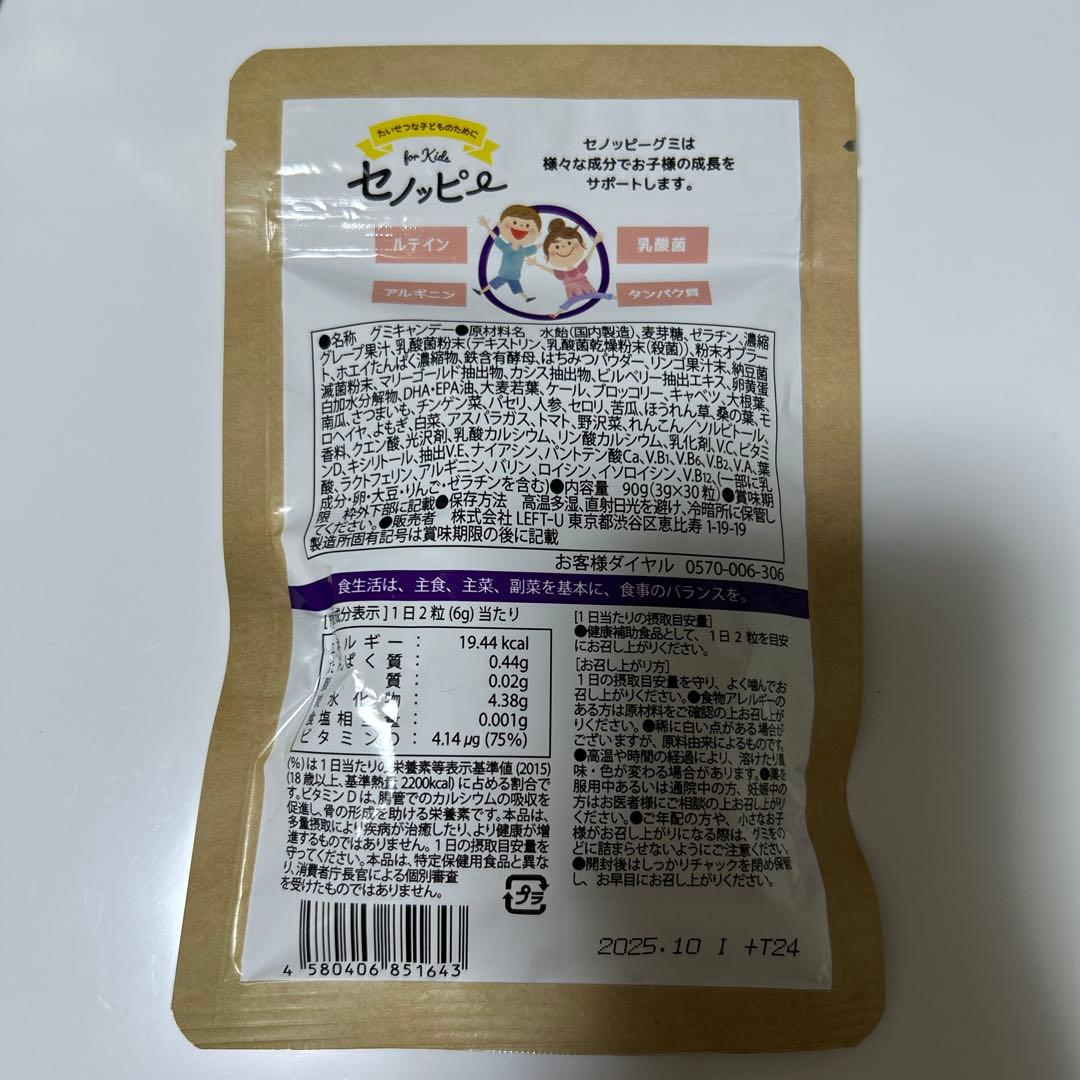 たいせつな子どものために
for Kids
セノッピー
セノッピーグミは
様々な成分でお子様の成長を
サポートします。
ルテイン
乳酸菌
アルギニン
タンパク質
●名称 グミキャンデー●原材料名 水飴(国内製造)、麦芽糖、ゼラチン、濃縮
グレープ果汁、乳酸菌粉末(デキストリン、乳酸菌乾燥粉末(殺菌))、粉末オブラー
ト、ホエイたんぱく濃縮物、鉄含有酵母、はちみつパウダー、リンゴ果汁末、納豆菌
滅菌粉末、マリーゴールド抽出物、カシス抽出物、ビルベリー抽出エキス、卵黄蛋
白加水分解物、DHA・EPA油、大麦若葉、ケール、ブロッコリー、キャベツ、大根葉、
南瓜、さつまいも、チンゲン菜、パセリ、人参、セロリ、苦瓜、ほうれん草、桑の葉、モ
ロヘイヤ、よもぎ、白菜、アスパラガス、トマト、野沢菜、れんこん／ソルビトール、
香料、クエン酸、光沢剤、乳酸カルシウム、リン酸カルシウム、乳化剤、V.C、ビタミ
ンD、キシリトール、抽出V.E、ナイアシン、パントテン酸Ca、V.B1、V.B6、V.B2、V.A、葉
酸、ラクトフェリン、アルギニン、バリン、ロイシン、イソロイシン、V.B12、(一部に乳
成分・卵・大豆・りんご・ゼラチンを含む)●内容量 90g(3g×30粒)●賞味期
限 枠外下部に記載●保存方法 高温多湿、直射日光を避け、冷暗所に保管し
てください。●販売者 株式会社 LEFT-U 東京都渋谷区恵比寿 1-19-19
製造所固有記号は賞味期限の後に記載
お客様ダイヤル 0570-006-306
食生活は、主食、主菜、副菜を基本に、食事のバランスを。
成分表示]1日2粒(6g)当たり
エネルギー： 19.44 kcal
たんぱく質： 0.44g
質： 0.02g
炭水化物： 4.38g
食塩相当量： 0.001g
ビタミンD： 4.14μg (75%)
(%)は1日当たりの栄養素等表示基準値(2015)
(18歳以上、基準熱量2200kcal)に占める割合で
す。ビタミンDは、腸管でのカルシウムの吸収を
促進し、骨の形成を助ける栄養素です。本品は、
多量摂取により疾病が治癒したり、より健康が増
進するものではありません。1日の摂取目安量を
守ってください。本品は、特定保健用食品と異な
り、消費者庁長官による個別審査
を受けたものではありません。
[1日当たりの摂取目安量]
●健康補助食品として、1日2粒を目安
にお召し上がりください。
[お召し上がり方]
1日の摂取目安量を守り、よく噛んでお
召し上がりください。●食物アレルギーの
ある方は原材料をご確認の上お召し上が
りください。●稀に白い点がある場合が
ございますが、原料由来によるものです。
●高温や時間の経過により、溶けたり風
味・色が変わる場合があります。●薬を
服用中あるいは通院中の方、妊娠中の
方はお医者様にご相談の上お召し上がり
ください。●ご年配の方や、小さなお子
様がお召し上がりになる際は、グミをの
どに詰まらせないようにご注意ください。
●開封後はしっかりチャックを閉め保管
し、お早目にお召し上がりください。
プラ
2025.10 I +T24
4 580406 851643